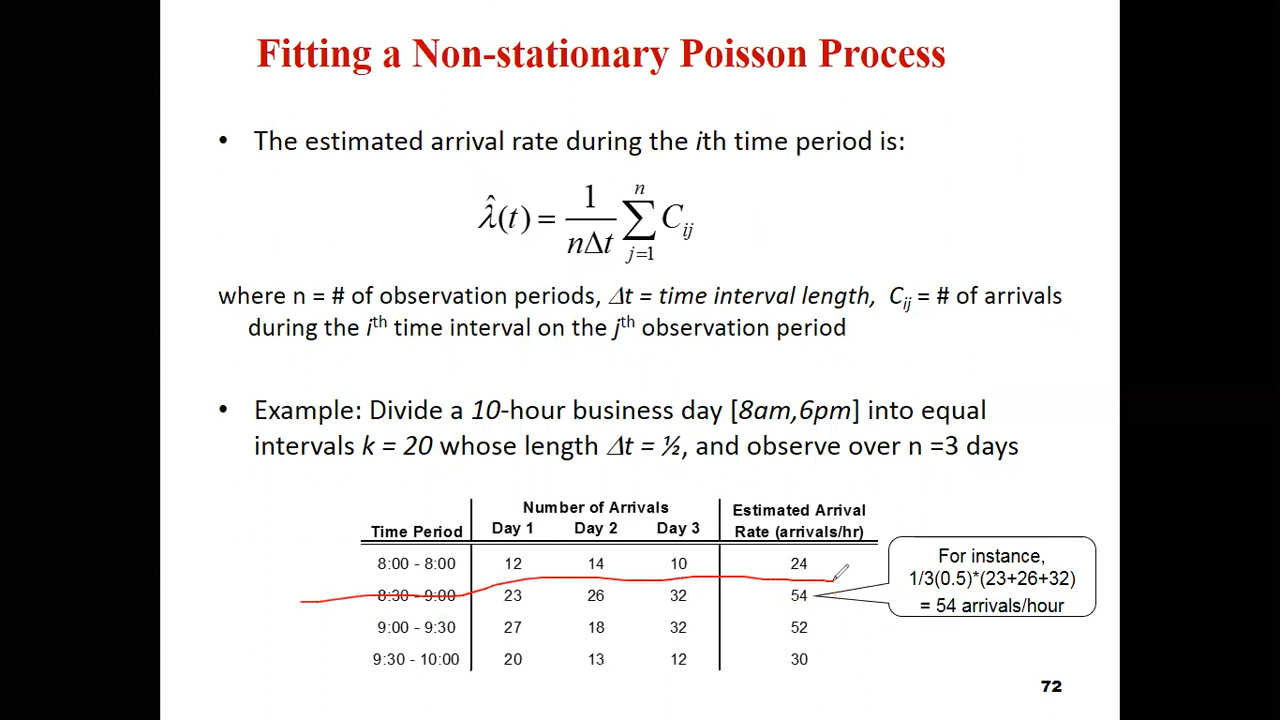 Fitting a Non-stationary Poisson Process
• The estimated arrival rate during the ith time period is:
λ̂(t) = 1/(nΔt) ∑_{j=1}^{n} C_{ij}
where n = # of observation periods, Δt = time interval length, C_{ij} = # of arrivals
during the i^{th} time interval on the j^{th} observation period
• Example: Divide a 10-hour business day [8am,6pm] into equal
intervals k = 20 whose length Δt = ½, and observe over n =3 days
Number of Arrivals Estimated Arrival
Time Period Day 1 Day 2 Day 3 Rate (arrivals/hr)
8:00 - 8:00 12 14 10 24
8:30 - 9:00 23 26 32 54
9:00 - 9:30 27 18 32 52
9:30 - 10:00 20 13 12 30
For instance,
1/3(0.5)*(23+26+32)
= 54 arrivals/hour
72